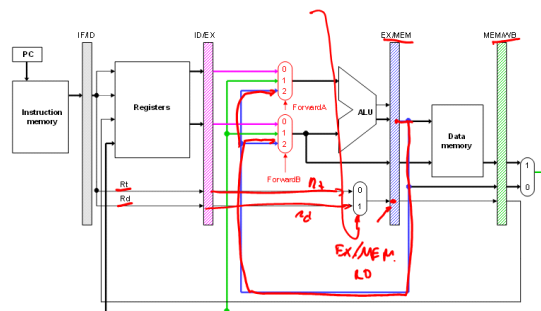 IF/ID
ID/EX
EX/MEM
MEM/WB
PC
Instruction
memory
Registers
0
1
2
ForwardA
0
1
2
ForwardB
ALU
Data
memory
1
0
Rt
rt
0
Rd
rd
1
EX/MEM.
RD